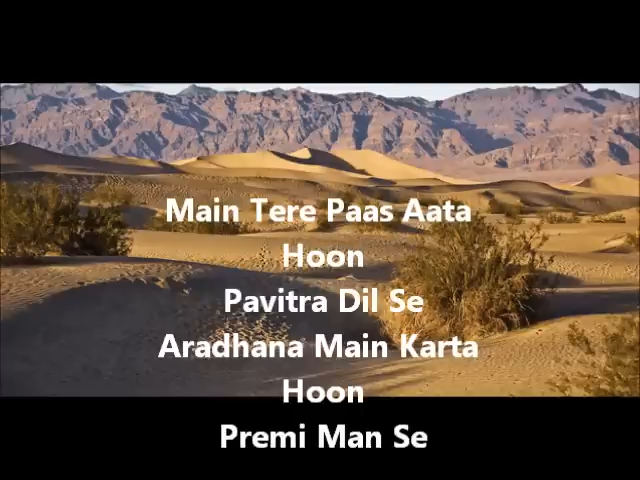 Main Tere Paas Aata
Hoon
Pavitra Dil Se
Aradhana Main Karta
Hoon
Premi Man Se